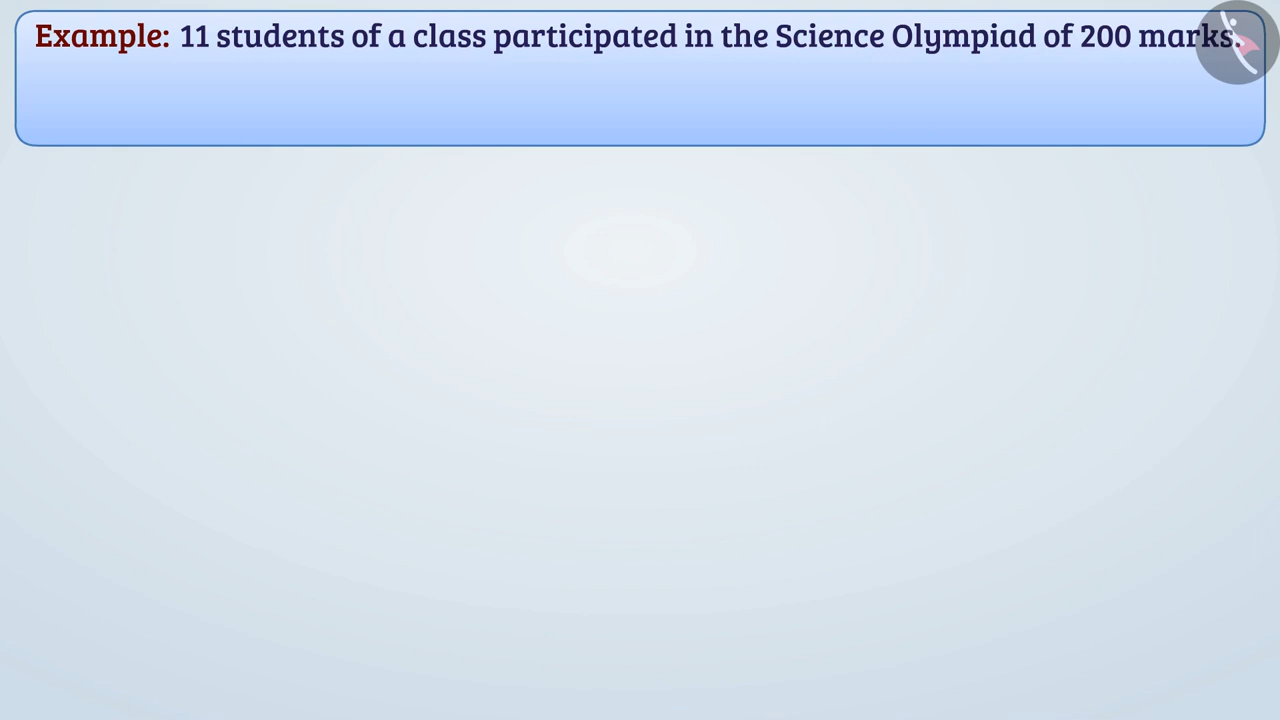 Example: 11 students of a class participated in the Science Olympiad of 200 marks.